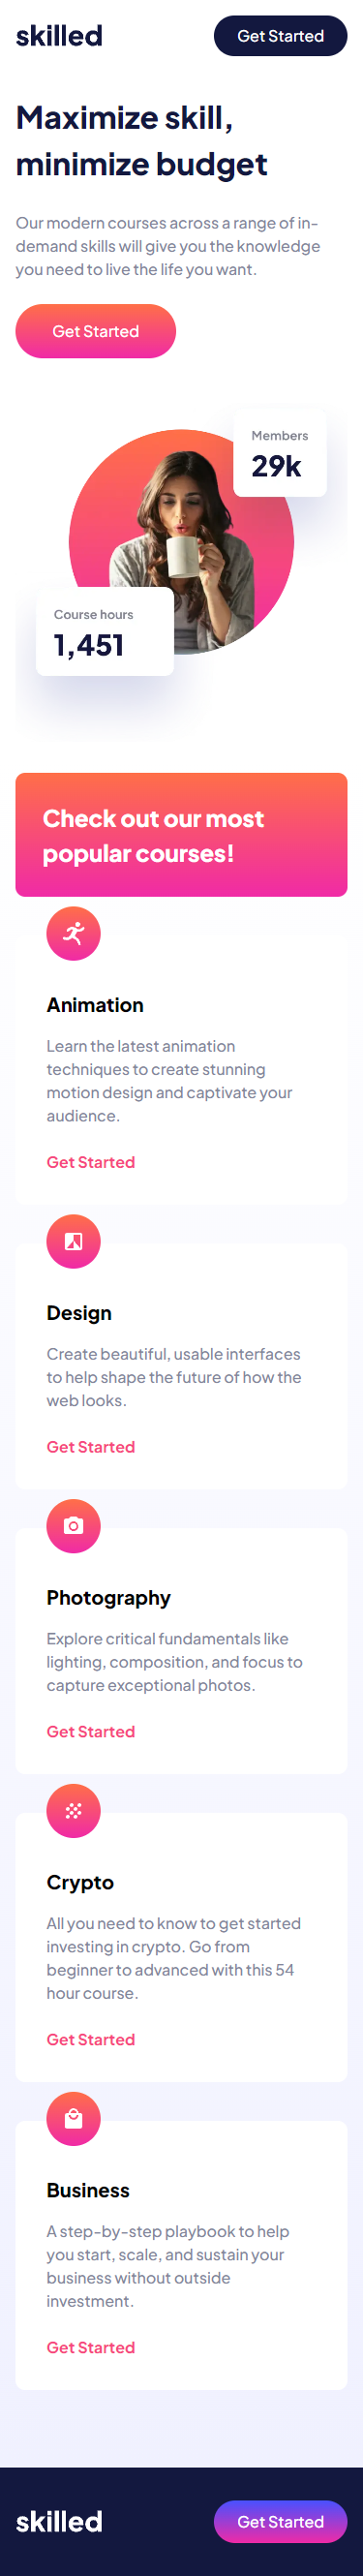 skilled
Get Started
Maximize skill,
minimize budget
Our modern courses across a range of in-
demand skills will give you the knowledge
you need to live the life you want.
Get Started
Members
29k
Course hours
1,451
Check out our most
popular courses!
Animation
Learn the latest animation
techniques to create stunning
motion design and captivate your
audience.
Get Started
Design
Create beautiful, usable interfaces
to help shape the future of how the
web looks.
Get Started
Photography
Explore critical fundamentals like
lighting, composition, and focus to
capture exceptional photos.
Get Started
Crypto
All you need to know to get started
investing in crypto. Go from
beginner to advanced with this 54
hour course.
Get Started
Business
A step-by-step playbook to help
you start, scale, and sustain your
business without outside
investment.
Get Started
skilled
Get Started